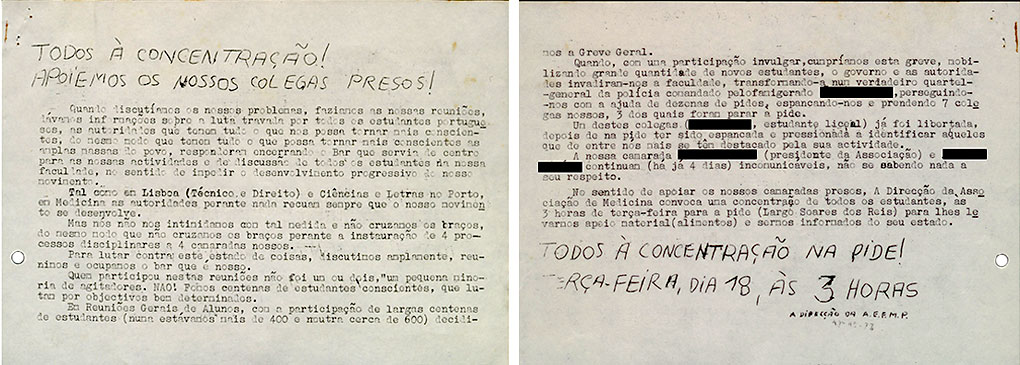 TODOS À CONCENTRAÇÃO!
APOIEMOS OS NOSSOS COLEGAS PRESOS!
Quando discutíamos os nossos problemas, faziamos as nossas reuniões,
lávamos informações sobre a luta travada por todos os estudantes portugue
sos, as autoridades que temem tudo o que nos possa tornar mais conscien-
tes, do mesmo modo que temem tudo o que possa tornar mais conscientes as
amplas massas do povo, responderam encerrando o Bar que servia de centro
para as nossas actividades e de discussão de todos os estudantes na nossa
faculdade, no sentido de impedir o desenvolvimento progressivo do nosso
movimento.
Tal como em Lisboa (Técnico e Direito) e Ciências e Letras no Porto,
em Medicina as autoridades perante nada recuam sempre que o nosso movimen
to se desenvolve.
Mas nós não nos intimidamos com tal medida e não cruzamos os braços,
do mesmo modo que não cruzamos os braços perante a instauração de 4 pro-
cessos disciplinares a 4 camaradas nossos.
Para lutar contra este estado de coisas, discutimos amplamente, reu-
nimos e ocupamos o bar que é nosso.
Quem participou nestas reuniões não foi um ou dois,"um pequena mino-
ria de agitadores. NAO! Fomos centenas de estudantes conscientes, que lu-
tam por objectivos bem determinados.
Em Reuniões Gerais de Alunos, com a participação de largas centenas
de estudantes (numa estávamos mais de 400 e noutra cerca de 600) decidi-
mos a Greve Geral.
Quando, com uma participação invulgar,cumpríamos esta greve, mobi-
lizando grande quantidade de novos estudantes, o governo e as autorida-
des invadiram-nos a faculdade, transformando-a num verdadeiro quartel-
-general da polícia comandado pelofamigerado ,perseguindo-
-nos com a ajuda de dezenas de pides, espancando-nos e prendendo 7 cole
gas nossos, 3 dos quais foram parar a pide.
Um destes colegas ( , estudante liceal) já foi libertada,
depois de na pide ter sido espancada e pressionada a identificar aqueles
que de entre nos mais se têm destacado pela sua actividade.
A nossa camaraja (presidente da Associação) e
continuam (ha já 4 dias) incomunicáveis, não se sabendo nada a
seu respeito.
No sentido de apoiar os nossos camaradas presos, A Direcção da Asso
ciação de Medicina convoca uma concentração de todos os estudantes, as
3 horas de terça-feira para a pide (Largo Soares dos Reis) para lhes le
varmos apoio material(alimentos) e sermos informados do seu estado.
TODOS À CONCENTRAÇÃO NA PIDE!
TERÇA-FEIRA, DIA 18, ÀS 3 HORAS
A DIRECÇÃO DA A.E.F.M.P.